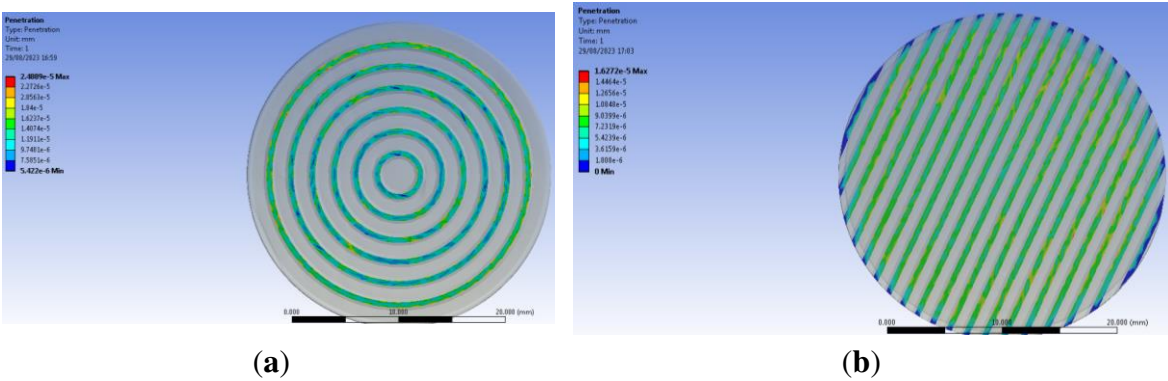 Penetration
Type: Penetration
Unit: mm
Time: 1
29/08/2023 16:59
2.4889e-5 Max
2.2726e-5
2.0563e-5
1.84e-5
1.6237e-5
1.4074e-5
1.1911e-5
9.7481e-6
7.5851e-6
5.422e-6 Min
0.000
10.000
20.000 (mm)
(a)
Penetration
Type: Penetration
Unit: mm
Time: 1
29/08/2023 17:03
1.6272e-5 Max
1.4464e-5
1.2656e-5
1.0848e-5
9.0399e-6
7.2319e-6
5.4239e-6
3.6159e-6
1.808e-6
0 Min
0.000
10.000
20.000 (mm)
(b)